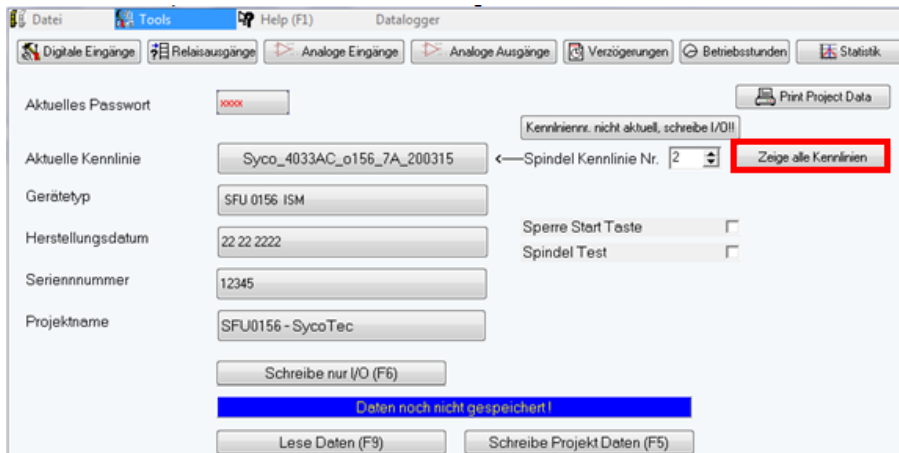 Datei Tools Help (F1) Datalogger
Digitale Eingänge Relaisausgänge Analoge Eingänge Analoge Ausgänge Verzögerungen Betriebsstunden Statistik
Aktuelles Passwort xxxx Print Project Data
Kennlniennr. nicht aktuell, schreibe I/O!!
Aktuelle Kennlinie Syco_4033AC_o156_7A_200315 <—Spindel Kennlinie Nr. 2 Zeige alle Kennlinien
Gerätetyp SFU 0156 ISM
Sperre Start Taste
Herstellungsdatum 22 22 2222
Spindel Test
Seriennnummer 12345
Projektname SFU0156 - SycoTec
Schreibe nur I/O (F6)
Daten noch nicht gespeichert !
Lese Daten (F9) Schreibe Projekt Daten (F5)